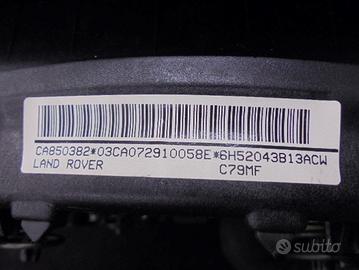 CA850382*03CA072910058E*6H52043B13ACW
LAND ROVER C79MF
subito